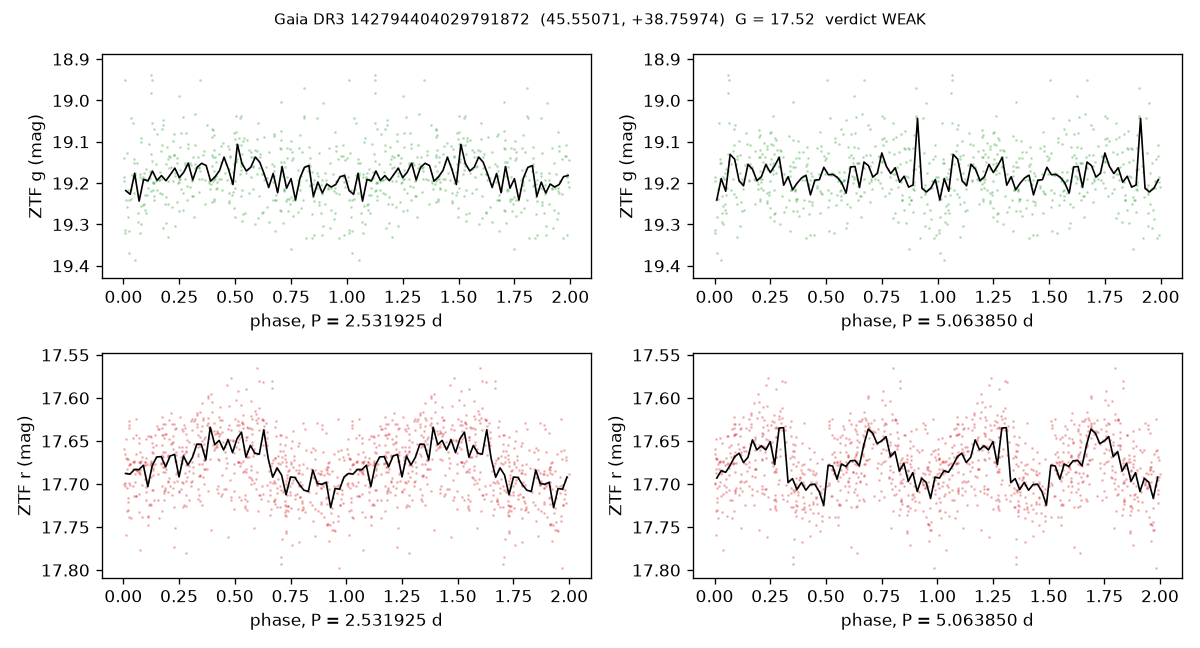 Gaia DR3 142794404029791872 (45.55071, +38.75974) G = 17.52 verdict WEAK
ZTF g (mag)
18.9
19.0
19.1
19.2
19.3
19.4
0.00 0.25 0.50 0.75 1.00 1.25 1.50 1.75 2.00
phase, P = 2.531925 d
ZTF g (mag)
18.9
19.0
19.1
19.2
19.3
19.4
0.00 0.25 0.50 0.75 1.00 1.25 1.50 1.75 2.00
phase, P = 5.063850 d
ZTF r (mag)
17.55
17.60
17.65
17.70
17.75
17.80
0.00 0.25 0.50 0.75 1.00 1.25 1.50 1.75 2.00
phase, P = 2.531925 d
ZTF r (mag)
17.55
17.60
17.65
17.70
17.75
17.80
0.00 0.25 0.50 0.75 1.00 1.25 1.50 1.75 2.00
phase, P = 5.063850 d